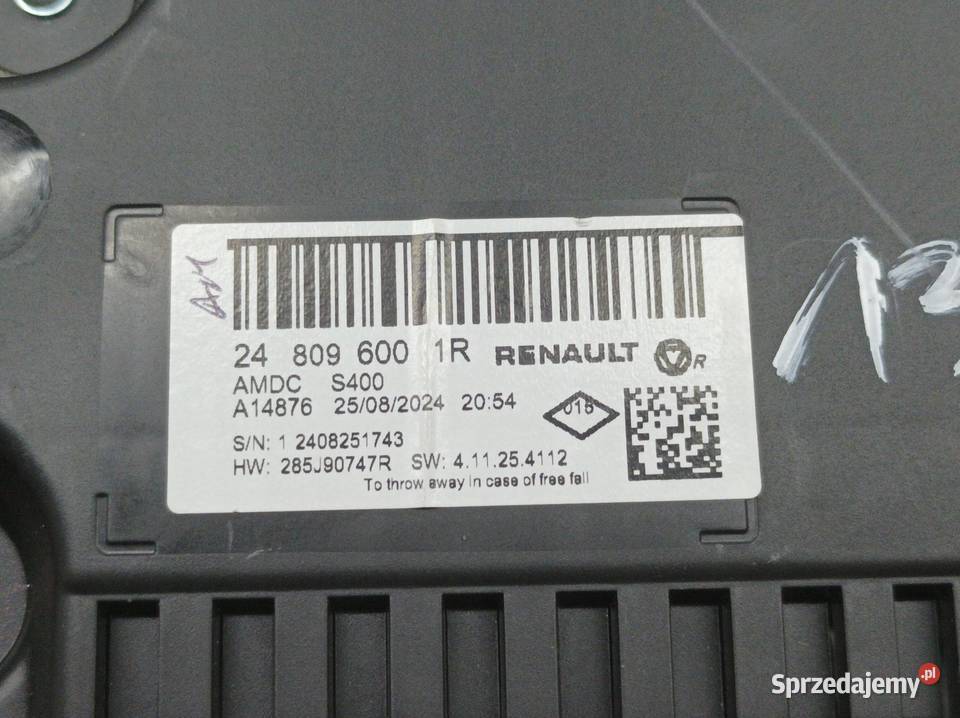 24 809 600 1R RENAULT R
AMDC S400
A14876 25/08/2024 20:54
016
S/N: 1 2408251743
HW: 285J90747R SW: 4.11.25.4112
To throw away in case of free fall
Sprzedajemy.pl